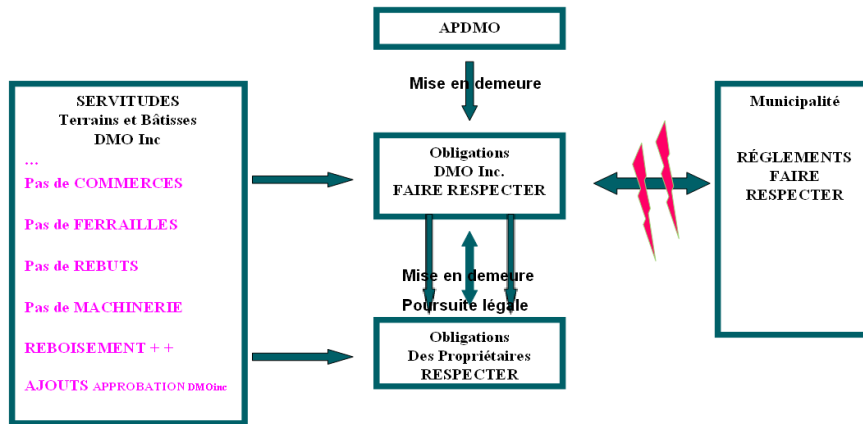 APDMO
Mise en demeure
SERVITUDES
Terrains et Bâtisses
DMO Inc
...
Pas de COMMERCES
Pas de FERRAILLES
Pas de REBUTS
Pas de MACHINERIE
REBOISEMENT + +
AJOUTS APPROBATION DMOinc
Obligations
DMO Inc.
FAIRE RESPECTER
Mise en demeure
Poursuite légale
Obligations
Des Propriétaires
RESPECTER
Municipalité
RÉGLEMENTS
FAIRE
RESPECTER